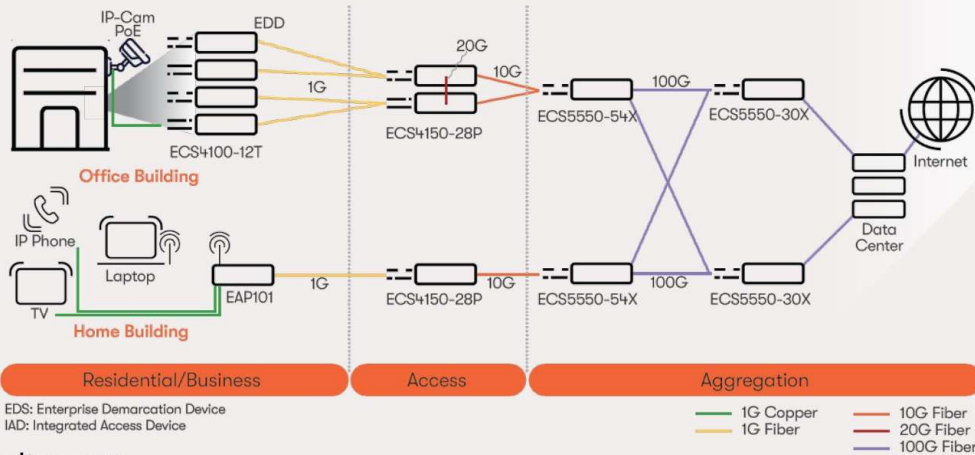 IP-Cam
PoE
EDD
20G
10G
1G
100G
ECS4100-12T
ECS4150-28P
ECS5550-54X
ECS5550-30X
Internet
Office Building
Data
Center
IP Phone
Laptop
TV
EAP101
1G
ECS4150-28P
10G
ECS5550-54X
100G
ECS5550-30X
Home Building
Residential/Business
Access
Aggregation
EDS: Enterprise Demarcation Device
IAD: Integrated Access Device
1G Copper
1G Fiber
10G Fiber
20G Fiber
100G Fiber